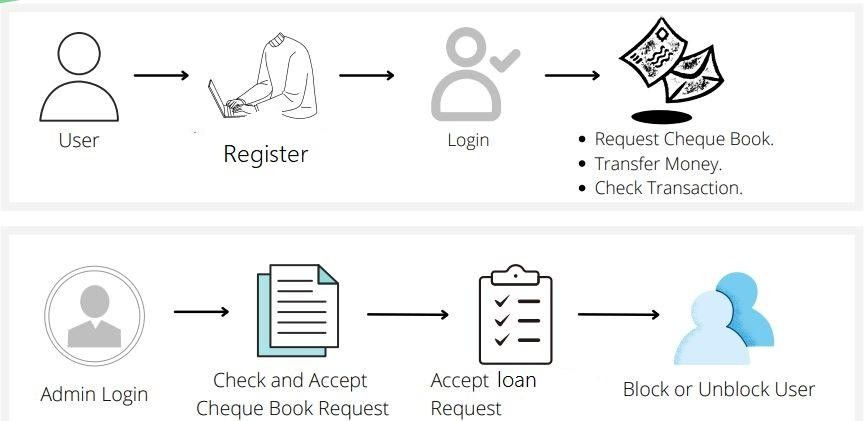 User
Register
Login
• Request Cheque Book.
• Transfer Money.
• Check Transaction.
Admin Login
Check and Accept
Cheque Book Request
Accept loan
Request
Block or Unblock User